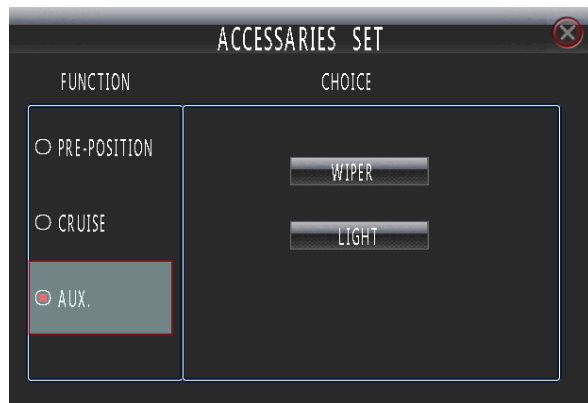 ACCESSARIES SET
FUNCTION
CHOICE
PRE-POSITION
CRUISE
AUX.
WIPER
LIGHT